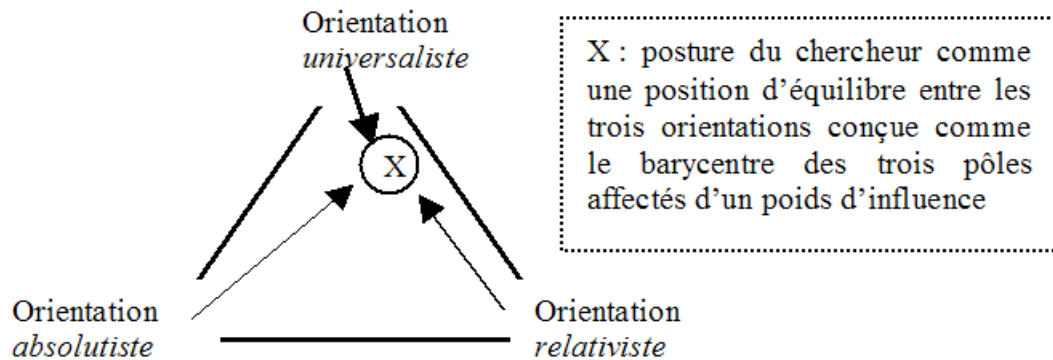 Orientation
universaliste
X : posture du chercheur comme
une position d’équilibre entre les
trois orientations conçue comme
le barycentre des trois pôles
affectés d’un poids d’influence
X
Orientation
absolutiste
Orientation
relativiste